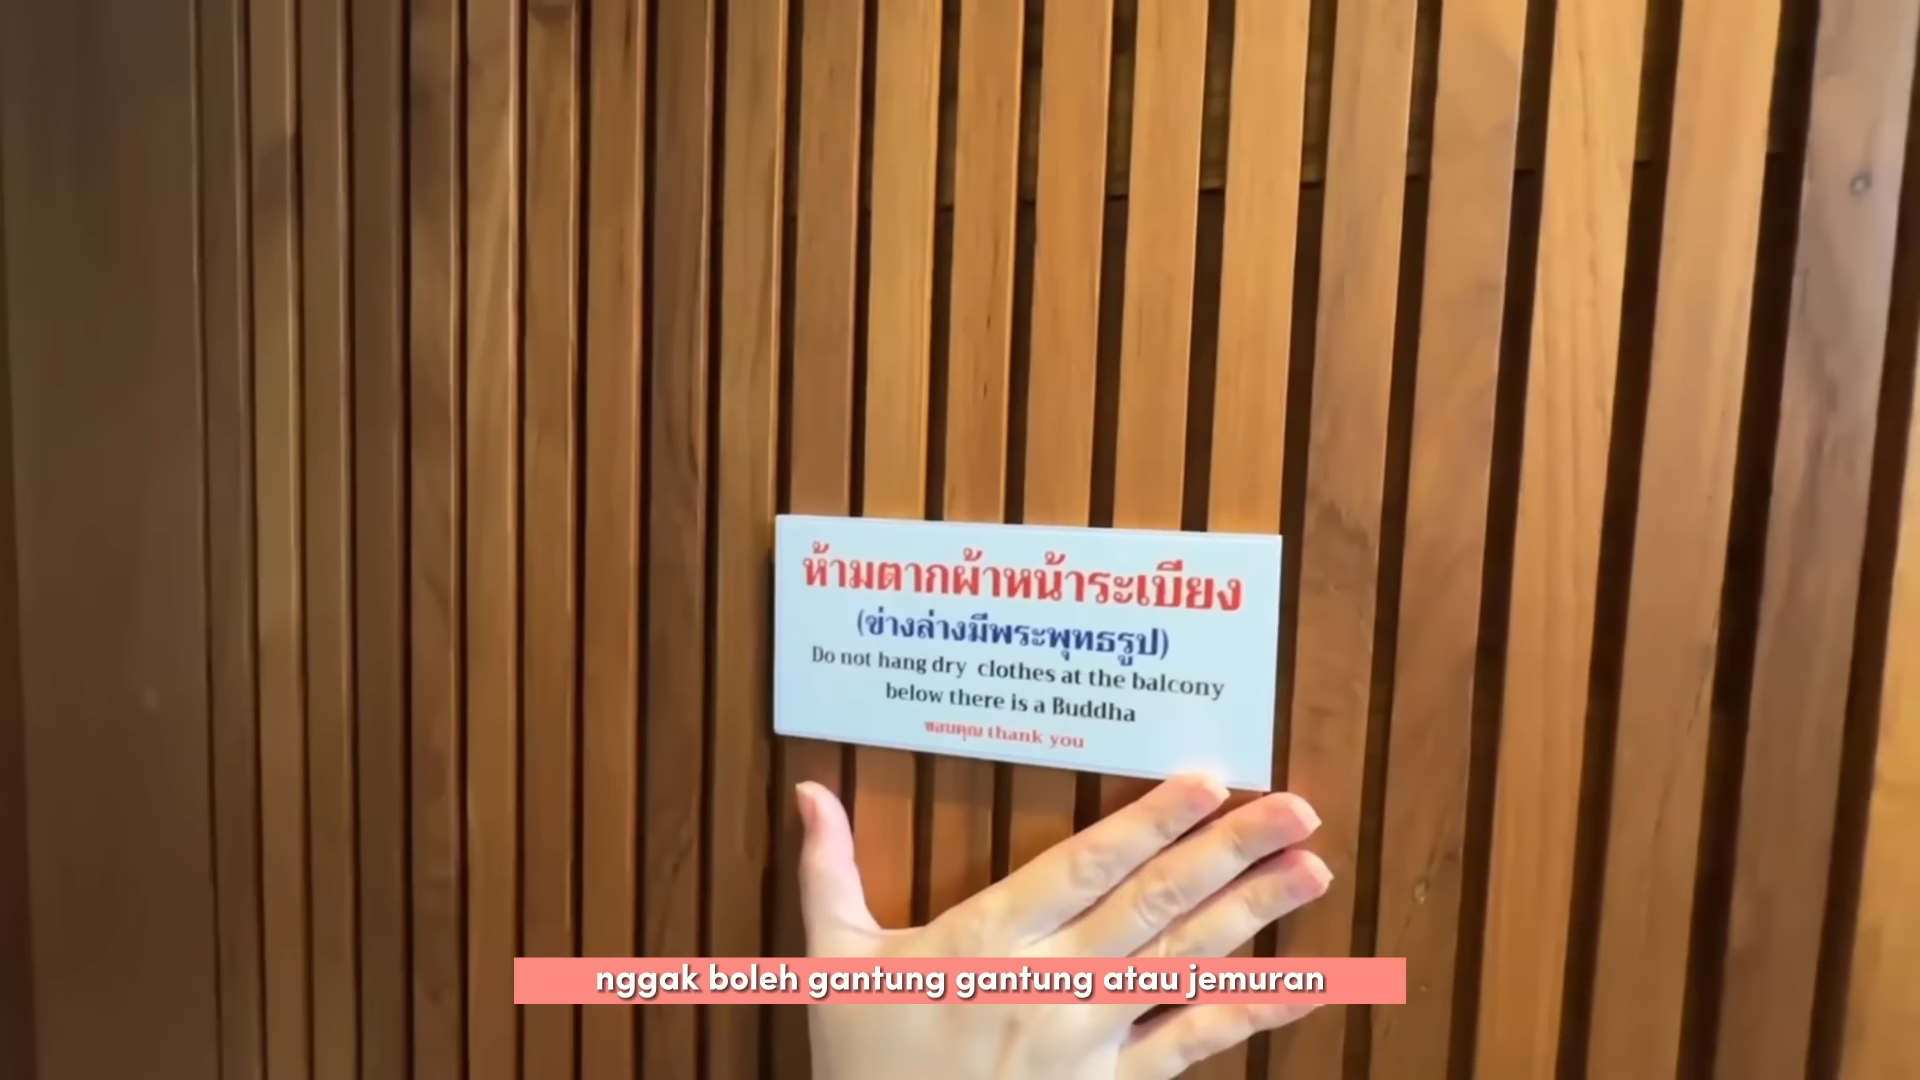 ห้ามตากผ้าหน้าระเบียง
(ข่างล่างมีพระพุทธรูป)
Do not hang dry clothes at the balcony
below there is a Buddha
ขอบคุณ thank you
nggak boleh gantung gantung atau jemuran